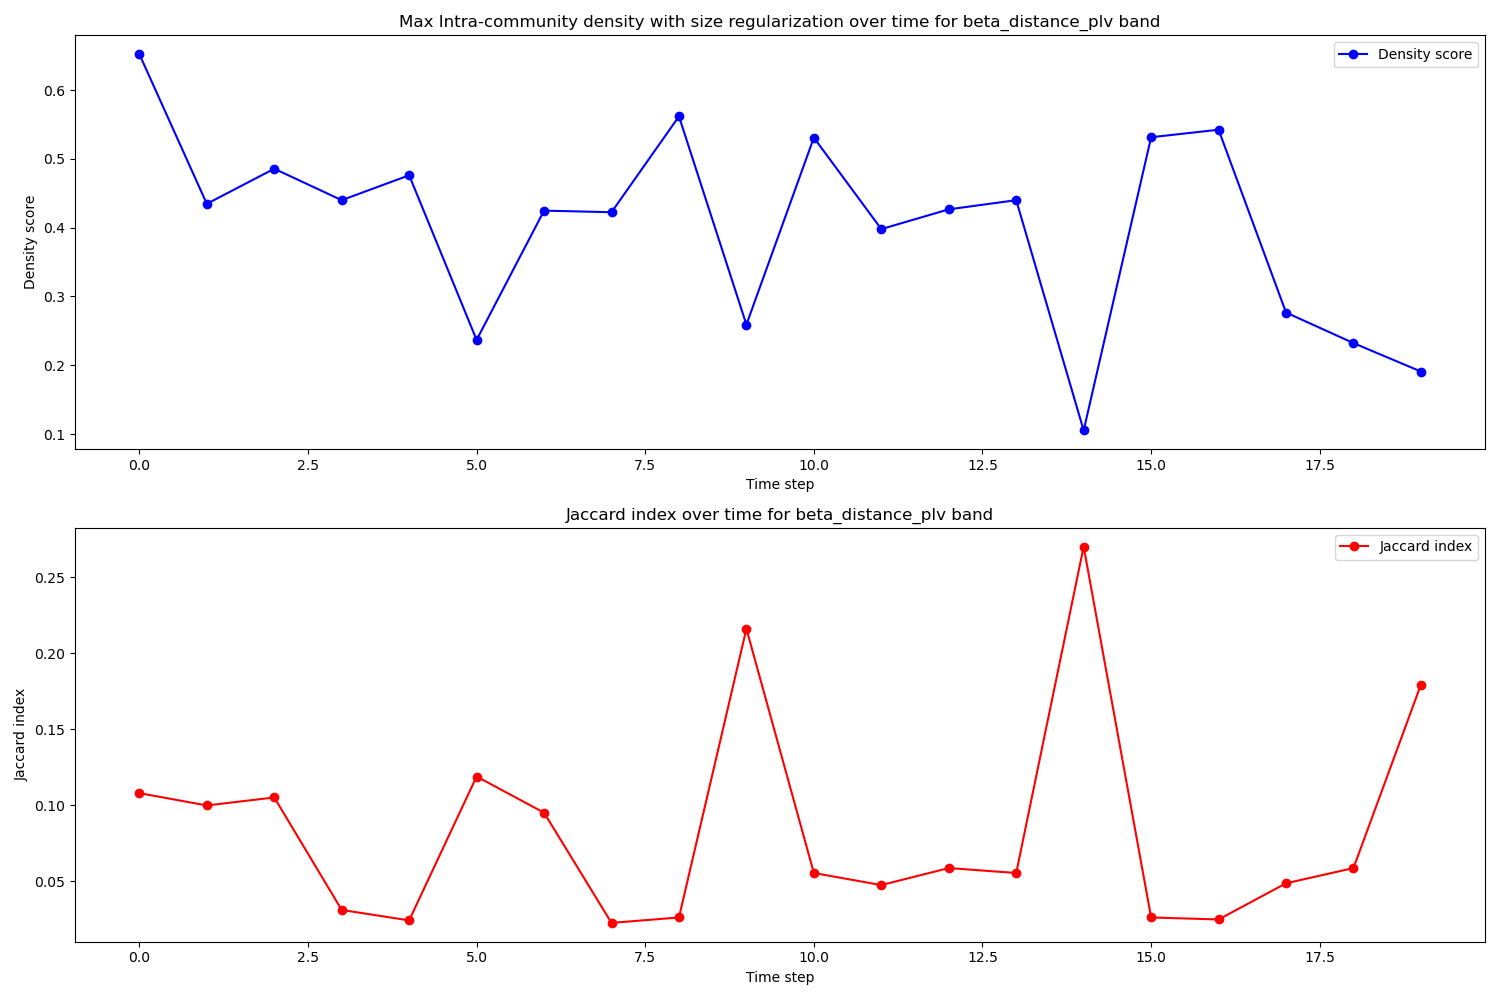 Max Intra-community density with size regularization over time for beta_distance_plv band
Density score
0.6
0.5
0.4
0.3
0.2
0.1
Density score
0.0 2.5 5.0 7.5 10.0 12.5 15.0 17.5
Time step
Jaccard index over time for beta_distance_plv band
Jaccard index
0.25
0.20
0.15
0.10
0.05
Jaccard index
0.0 2.5 5.0 7.5 10.0 12.5 15.0 17.5
Time step